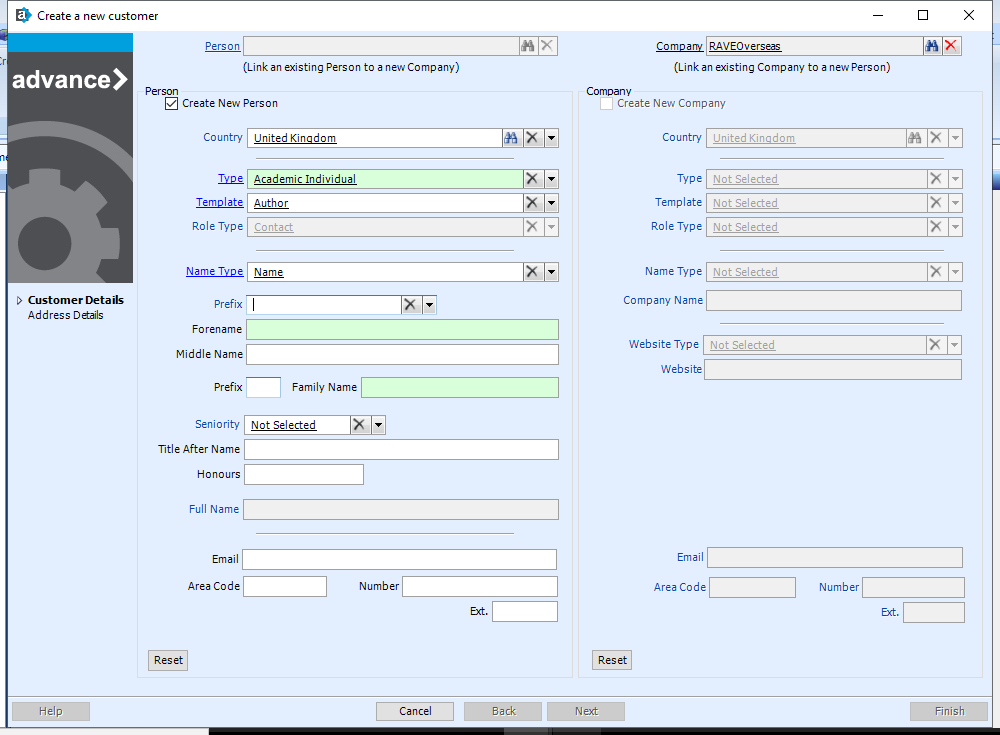 Create a new customer
advance
Customer Details
Address Details
Person
(Link an existing Person to a new Company)
Company RAVEOverseas
(Link an existing Company to a new Person)
Person
Create New Person
Country United Kingdom
Type Academic Individual
Template Author
Role Type Contact
Name Type Name
Prefix
Forename
Middle Name
Prefix Family Name
Seniority Not Selected
Title After Name
Honours
Full Name
Email
Area Code Number
Ext.
Reset
Company
Create New Company
Country United Kingdom
Type Not Selected
Template Not Selected
Role Type Not Selected
Name Type Not Selected
Company Name
Website Type Not Selected
Website
Email
Area Code Number
Ext.
Reset
Help Cancel Back Next Finish